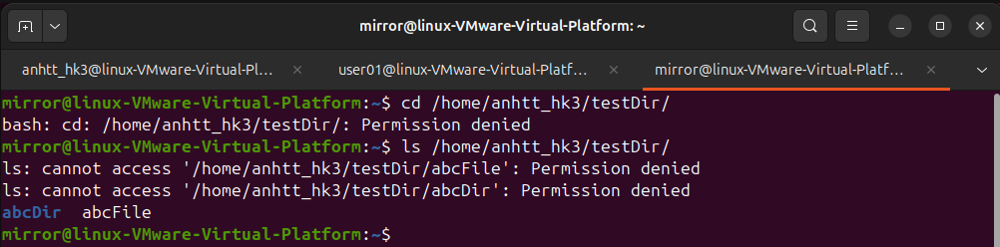 mirror@linux-VMware-Virtual-Platform: ~
anhtt_hk3@linux-VMware-Virtual-Pl... user01@linux-VMware-Virtual-Platf... mirror@linux-VMware-Virtual-Platf...
mirror@linux-VMware-Virtual-Platform:~$ cd /home/anhtt_hk3/testDir/
bash: cd: /home/anhtt_hk3/testDir/: Permission denied
mirror@linux-VMware-Virtual-Platform:~$ ls /home/anhtt_hk3/testDir/
ls: cannot access '/home/anhtt_hk3/testDir/abcFile': Permission denied
ls: cannot access '/home/anhtt_hk3/testDir/abcDir': Permission denied
abcDir  abcFile
mirror@linux-VMware-Virtual-Platform:~$